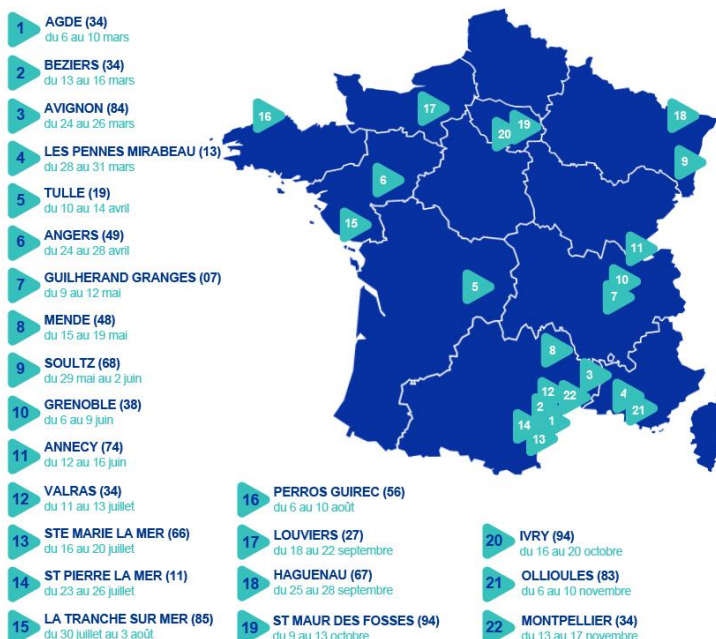 1
AGDE (34)
du 6 au 10 mars
2
BEZIERS (34)
du 13 au 16 mars
3
AVIGNON (84)
du 24 au 26 mars
4
LES PENNES MIRABEAU (13)
du 28 au 31 mars
5
TULLE (19)
du 10 au 14 avril
6
ANGERS (49)
du 24 au 28 avril
7
GUILHERAND GRANGES (07)
du 9 au 12 mai
8
MENDE (48)
du 15 au 19 mai
9
SOULTZ (68)
du 29 mai au 2 juin
10
GRENOBLE (38)
du 6 au 9 juin
11
ANNECY (74)
du 12 au 16 juin
12
VALRAS (34)
du 11 au 13 juillet
13
STE MARIE LA MER (66)
du 16 au 20 juillet
14
ST PIERRE LA MER (11)
du 23 au 26 juillet
15
LA TRANCHE SUR MER (85)
du 30 juillet au 3 août
16
PERROS GUIREC (56)
du 6 au 10 août
17
LOUVIERS (27)
du 18 au 22 septembre
18
HAGUENAU (67)
du 25 au 28 septembre
19
ST MAUR DES FOSSES (94)
du 9 au 13 octobre
20
IVRY (94)
du 16 au 20 octobre
21
OLLIOULES (83)
du 6 au 10 novembre
22
MONTPELLIER (34)
du 13 au 17 novembre
16
17
20
19
18
9
6
15
11
10
7
5
8
3
12
22
4
21
2
1
14
13